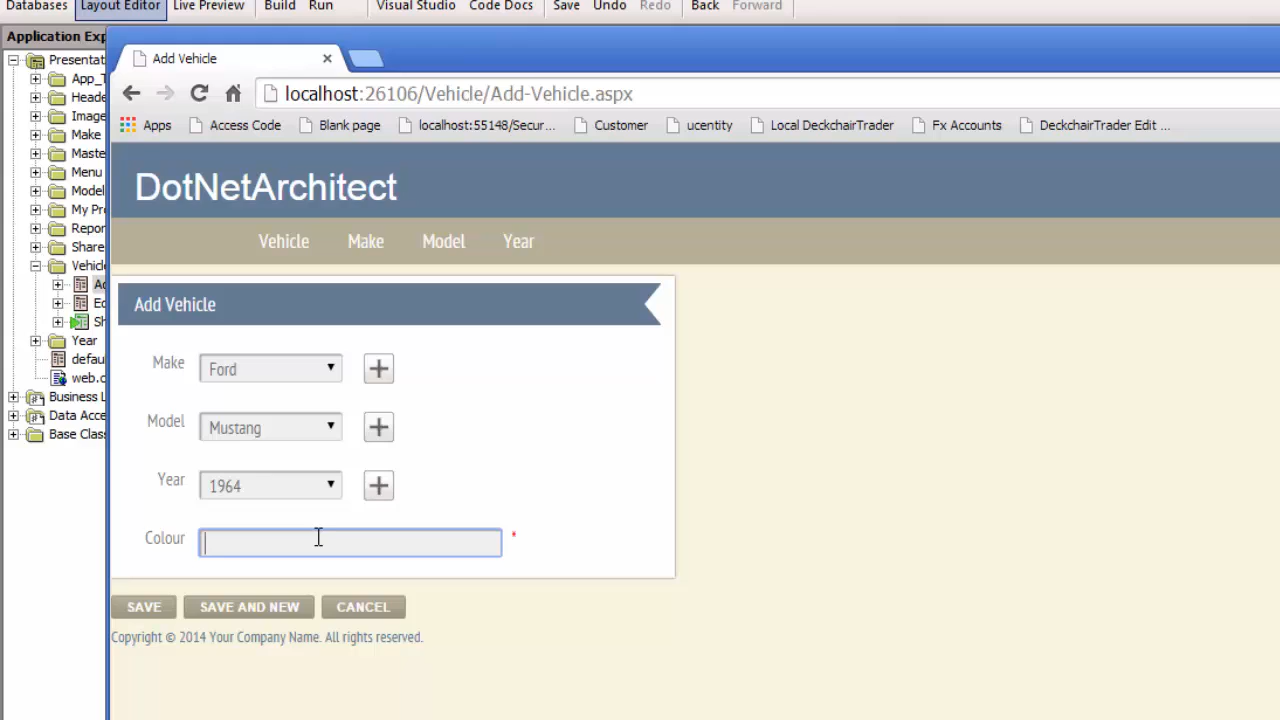 Databases Layout Editor Live Preview Build Run Visual Studio Code Docs Save Undo Redo Back Forward
Application Exp
Presentat
App_T
Heade
Image
Make
Maste
Menu
Model
My Pr
Repor
Share
Vehicl
Ad
Ed
Sh
Year
defau
web.c
Business L
Data Acce
Base Clas
Add Vehicle ×
localhost:26106/Vehicle/Add-Vehicle.aspx
Apps Access Code Blank page localhost:55148/Secur... Customer ucentity Local DeckchairTrader Fx Accounts DeckchairTrader Edit ...
DotNetArchitect
Vehicle Make Model Year
Add Vehicle
Make Ford
Model Mustang
Year 1964
Colour *
SAVE SAVE AND NEW CANCEL
Copyright © 2014 Your Company Name. All rights reserved.